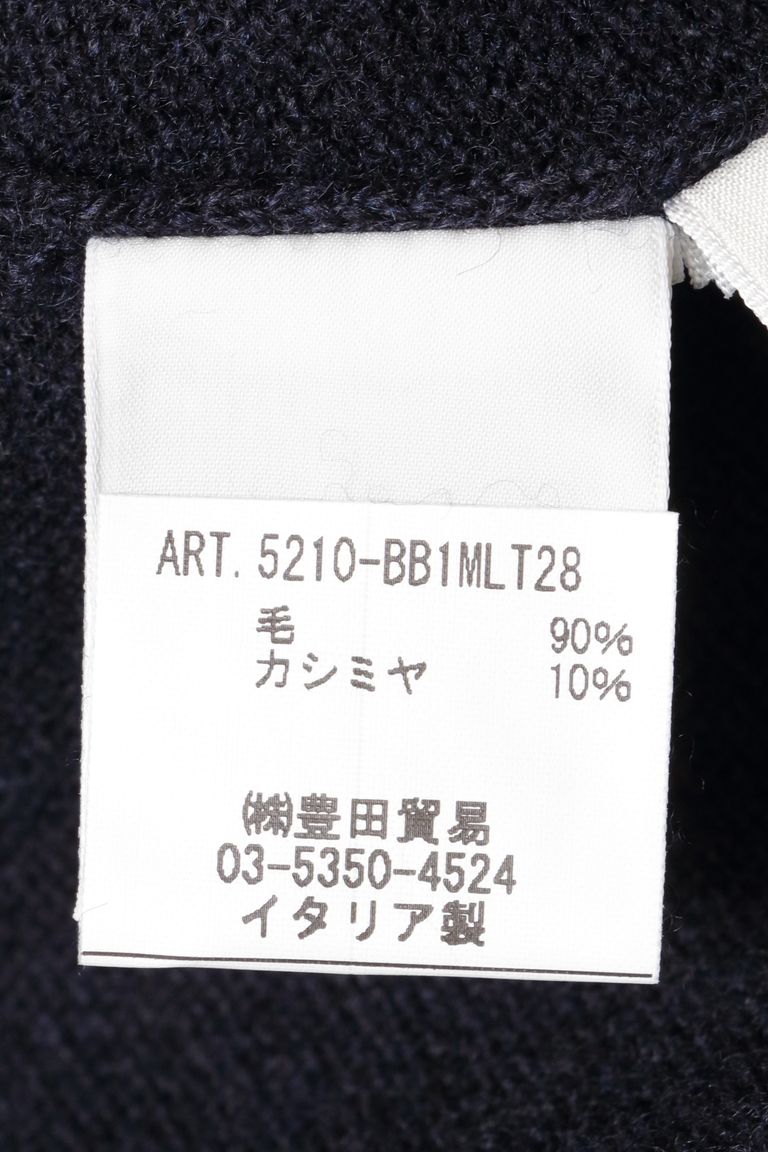 ART. 5210-BB1MLT28
毛 90%
カシミヤ 10%
㈱豊田貿易
03-5350-4524
イタリア製